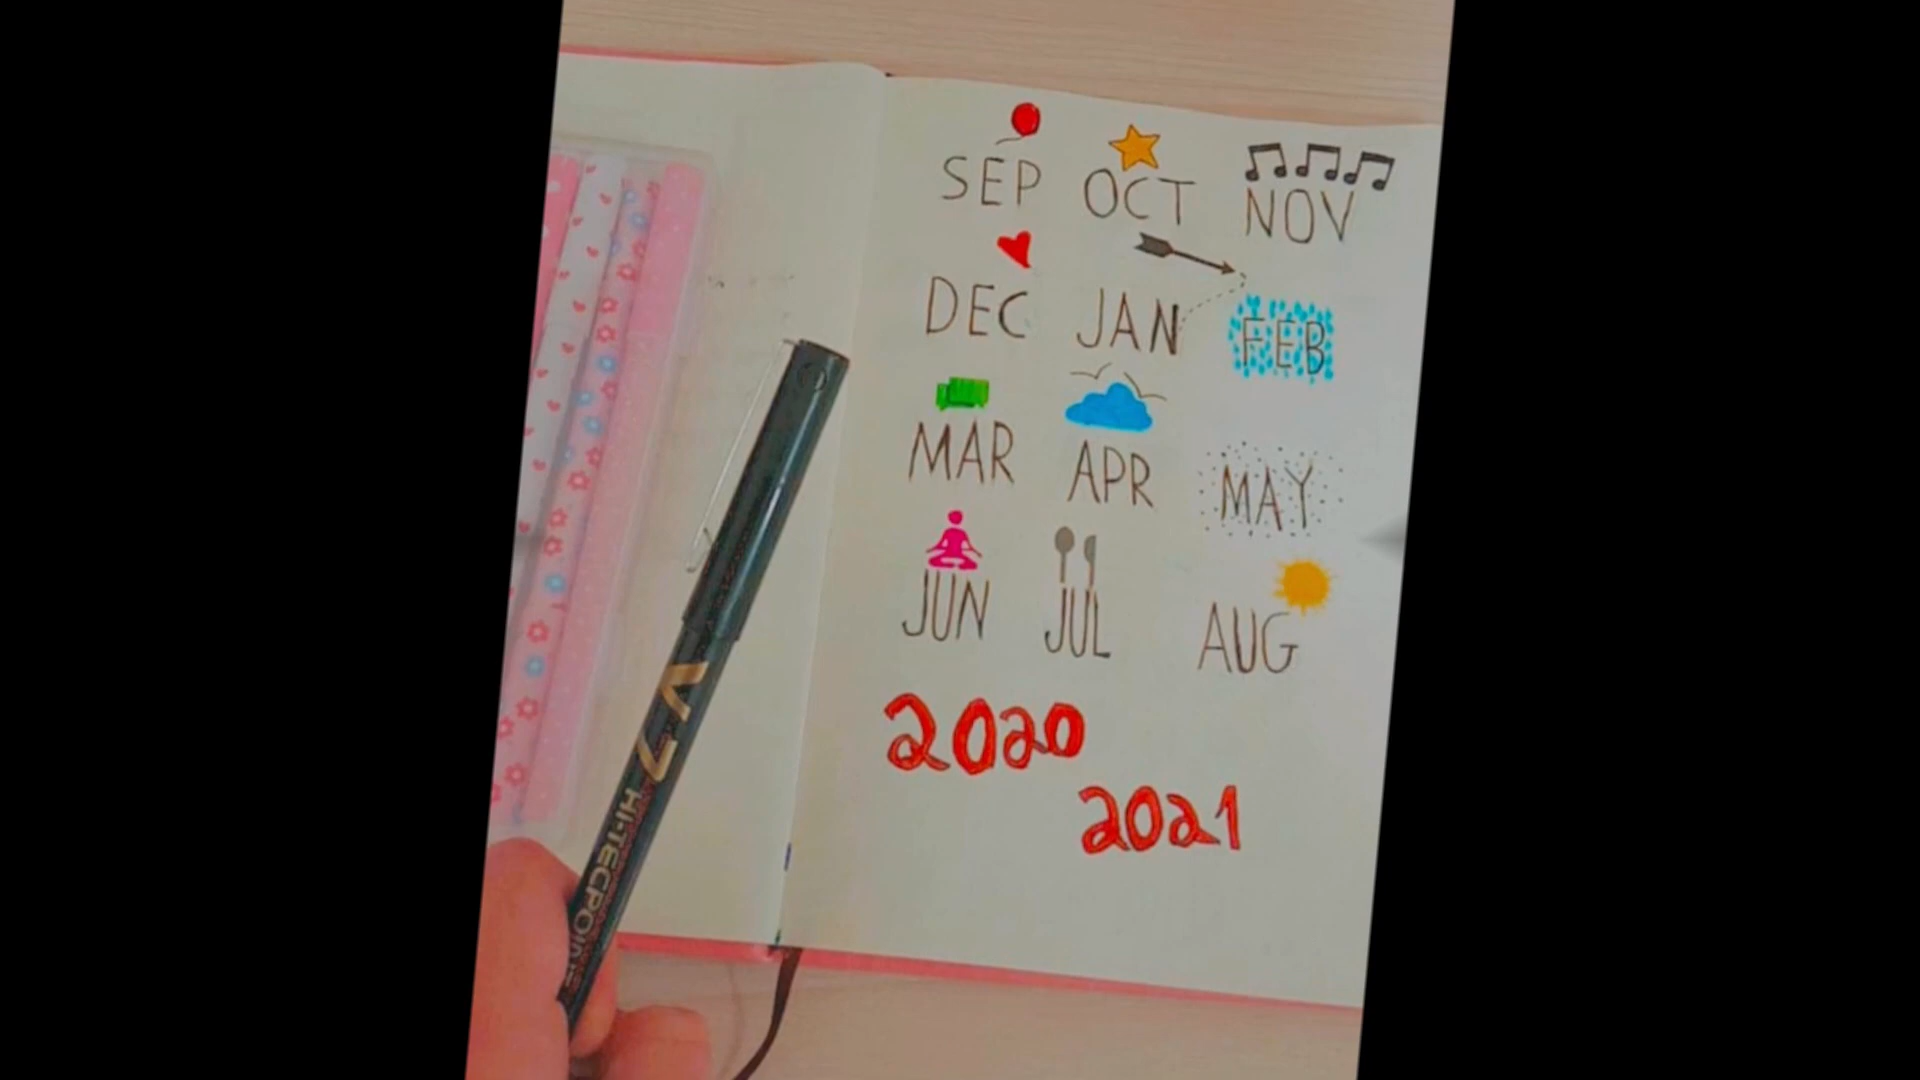 SEP OCT NOV
DEC JAN FEB
MAR APR MAY
JUN JUL AUG
2020
2021
V7
HI-TECPOINT